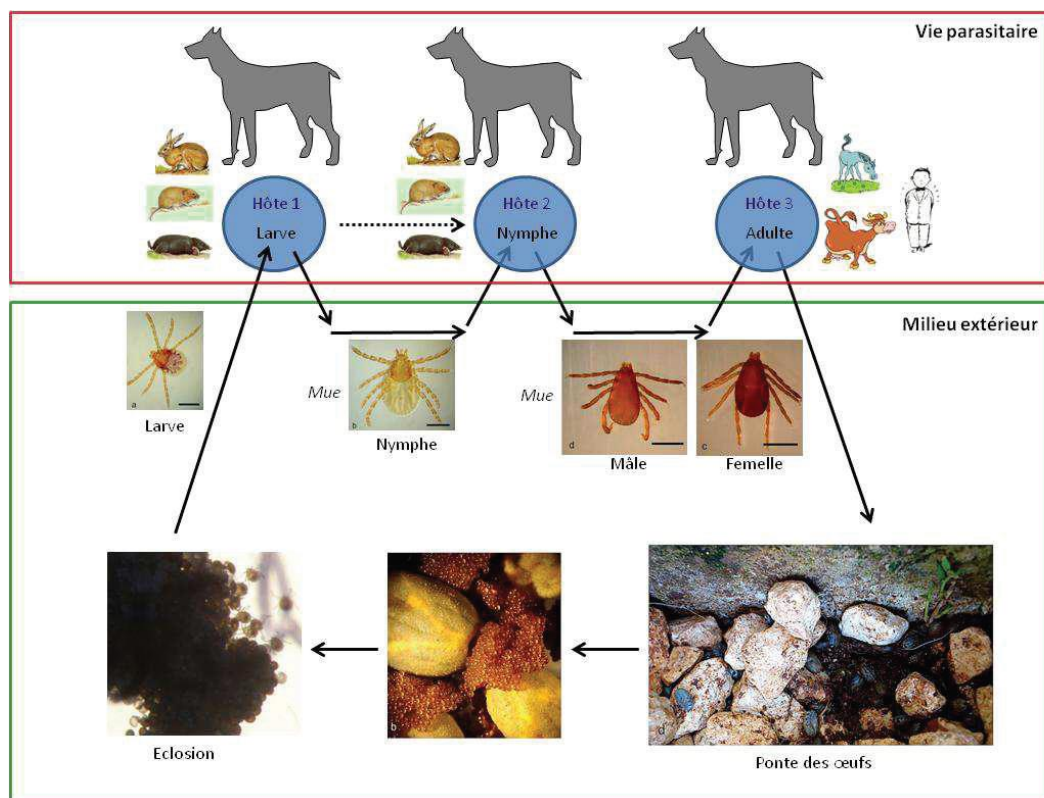 Vie parasitaire
Hôte 1
Larve
Hôte 2
Nymphe
Hôte 3
Adulte
Milieu extérieur
a
Larve
Mue
b
Nymphe
Mue
d
Mâle
c
Femelle
Eclosion
b
Ponte des œufs